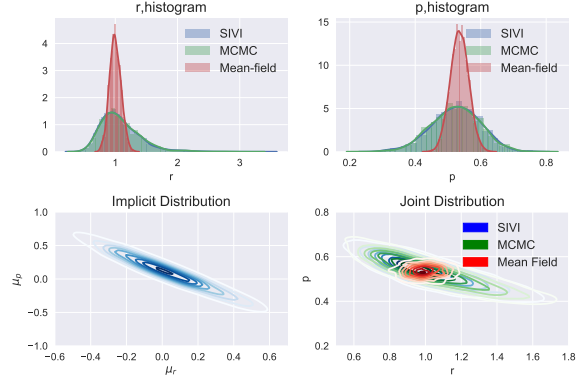 r,histogram
4
3
2
1
0
SIVI
MCMC
Mean-field
1
2
3
r
p,histogram
15
10
5
0
SIVI
MCMC
Mean-field
0.2
0.4
0.6
0.8
p
Implicit Distribution
1.0
0.5
0.0
−0.5
−1.0
μp
−0.6
−0.4
−0.2
0.0
0.2
0.4
0.6
μr
Joint Distribution
0.8
0.6
0.4
0.2
p
SIVI
MCMC
Mean Field
0.6
0.8
1.0
1.2
1.4
1.6
1.8
r